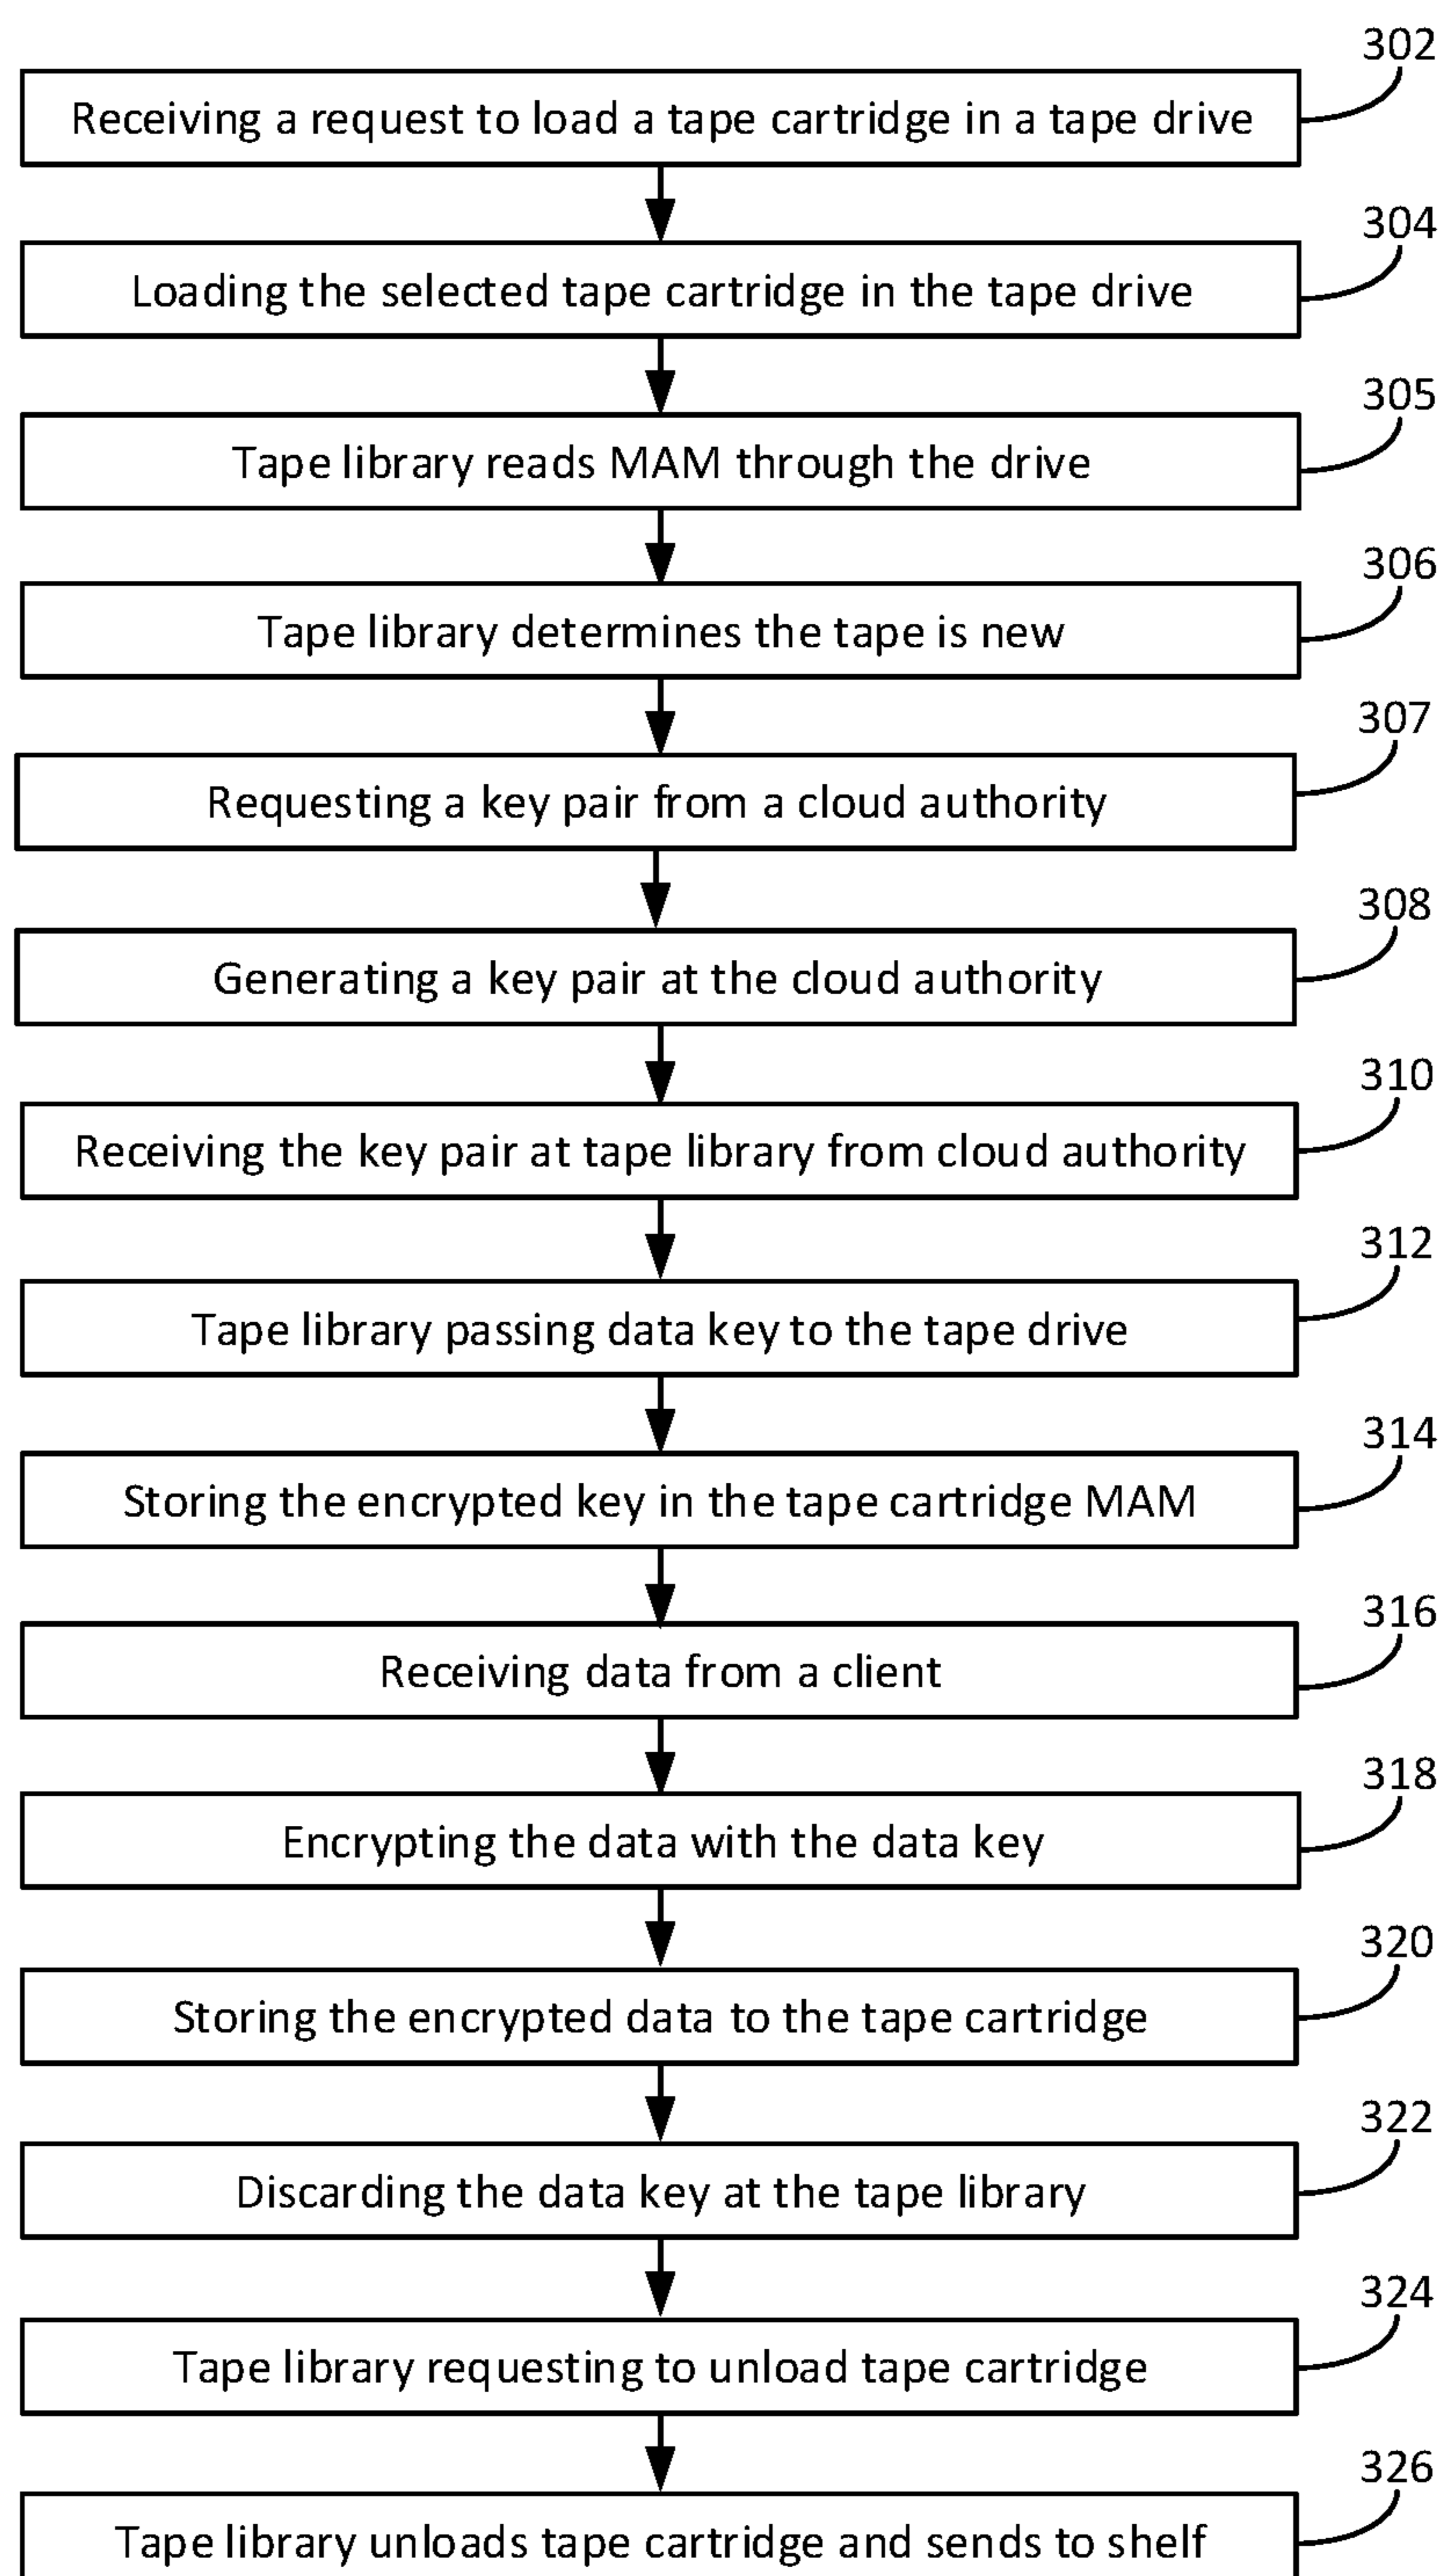 302
Receiving a request to load a tape cartridge in a tape drive
304
Loading the selected tape cartridge in the tape drive
305
Tape library reads MAM through the drive
306
Tape library determines the tape is new
307
Requesting a key pair from a cloud authority
308
Generating a key pair at the cloud authority
310
Receiving the key pair at tape library from cloud authority
312
Tape library passing data key to the tape drive
314
Storing the encrypted key in the tape cartridge MAM
316
Receiving data from a client
318
Encrypting the data with the data key
320
Storing the encrypted data to the tape cartridge
322
Discarding the data key at the tape library
324
Tape library requesting to unload tape cartridge
326
Tape library unloads tape cartridge and sends to shelf